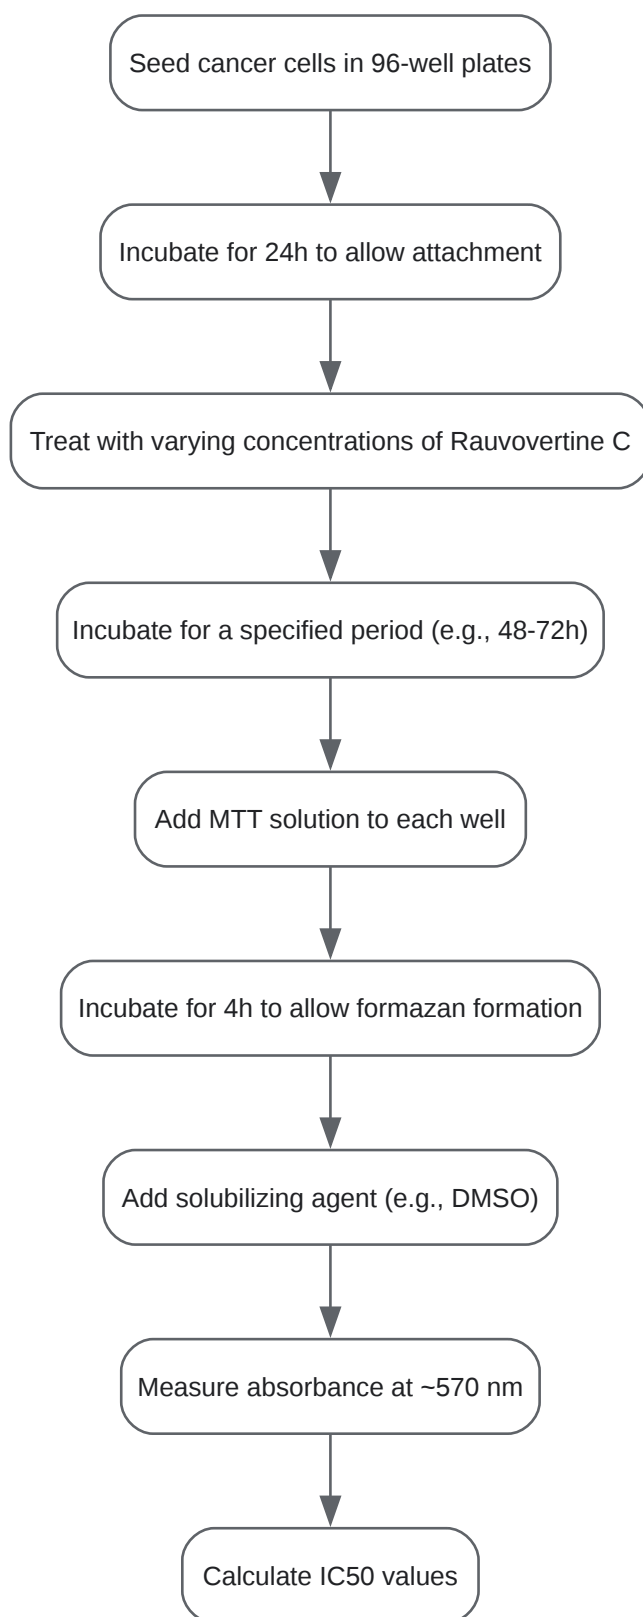 Seed cancer cells in 96-well plates
Incubate for 24h to allow attachment
Treat with varying concentrations of Rauvovertine C
Incubate for a specified period (e.g., 48-72h)
Add MTT solution to each well
Incubate for 4h to allow formazan formation
Add solubilizing agent (e.g., DMSO)
Measure absorbance at ~570 nm
Calculate IC50 values